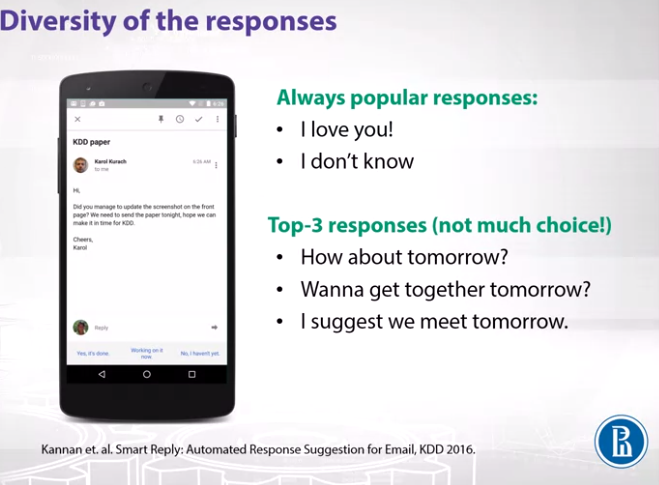 Diversity of the responses
6:26
KDD paper
Karol Kurach
6:26 AM
to me
Hi,
Did you manage to update the screenshot on the front
page? We need to send the paper tonight, hope we can
make it in time for KDD.
Cheers,
Karol
Reply
Yes, it's done.
Working on it
now.
No, I haven't yet.
Always popular responses:
• I love you!
• I don't know
Top-3 responses (not much choice!)
• How about tomorrow?
• Wanna get together tomorrow?
• I suggest we meet tomorrow.
Kannan et. al. Smart Reply: Automated Response Suggestion for Email, KDD 2016.